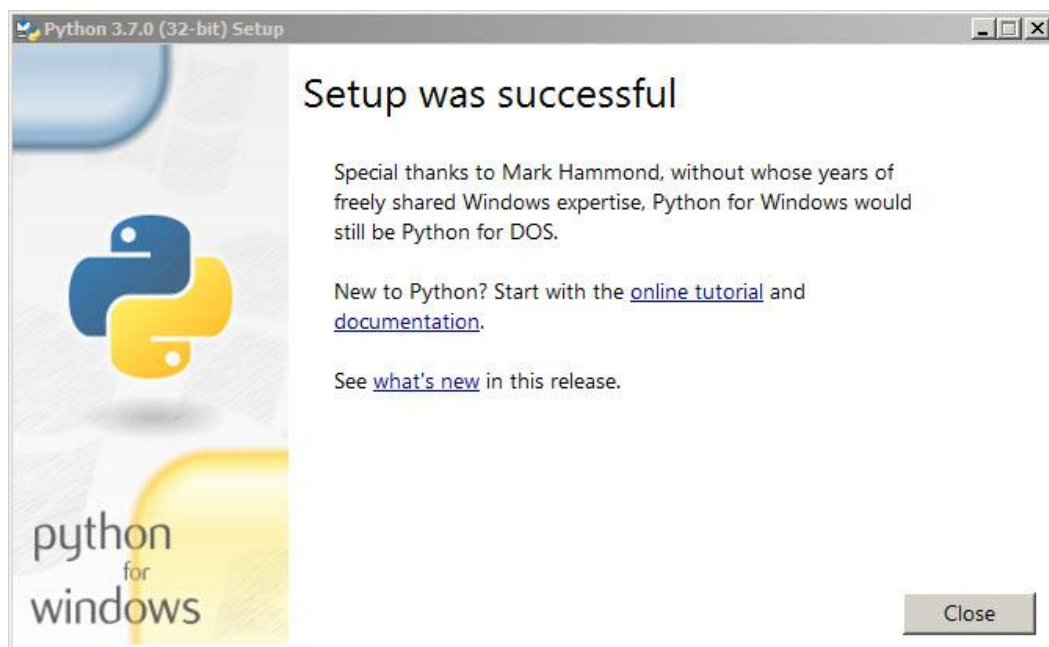 Python 3.7.0 (32-bit) Setup
Setup was successful
Special thanks to Mark Hammond, without whose years of
freely shared Windows expertise, Python for Windows would
still be Python for DOS.
New to Python? Start with the online tutorial and
documentation.
See what's new in this release.
python
for
windows
Close